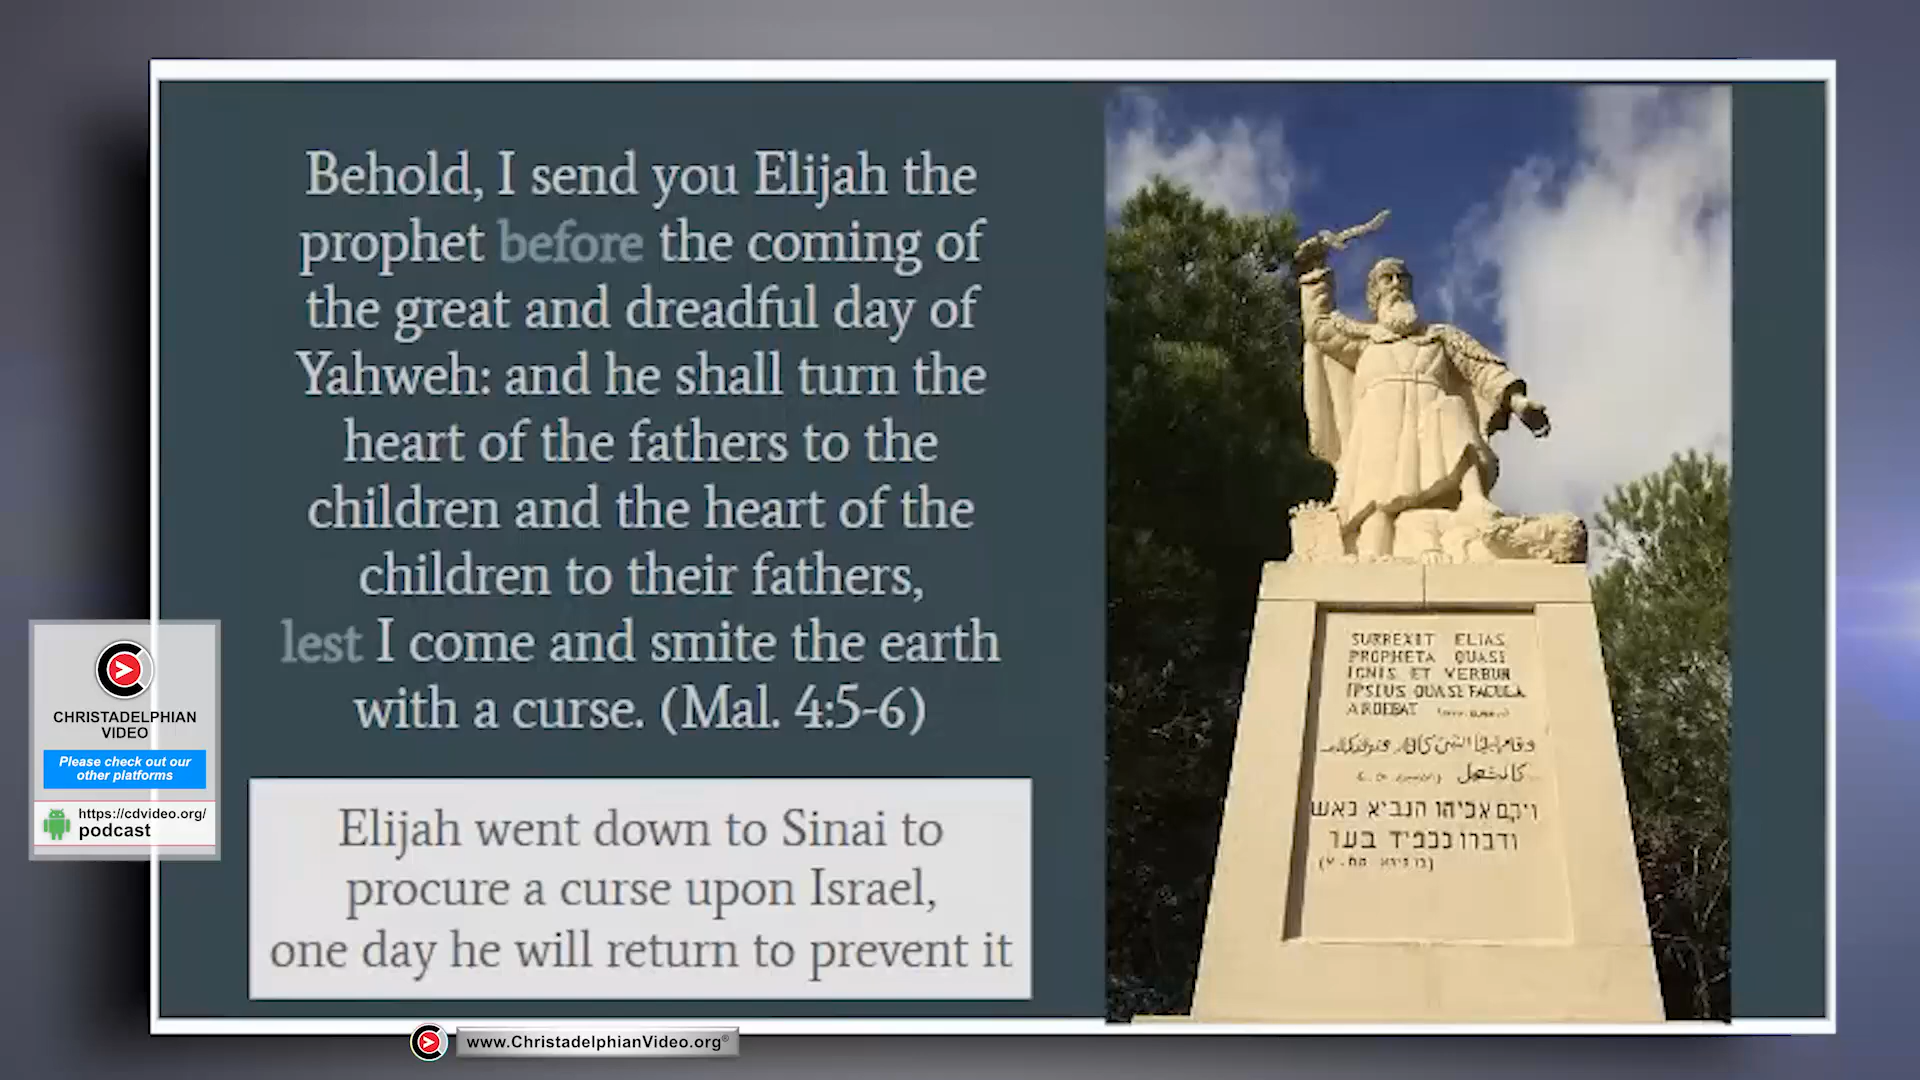 Behold, I send you Elijah the
prophet before the coming of
the great and dreadful day of
Yahweh: and he shall turn the
heart of the fathers to the
children and the heart of the
children to their fathers,
lest I come and smite the earth
with a curse. (Mal. 4:5-6)
Elijah went down to Sinai to
procure a curse upon Israel,
one day he will return to prevent it
SURREXIT ELIAS
PROPHETA QUASI
IGNIS ET VERBUM
IPSIUS QUASI FACULA
ARDEBAT
ויקם אליהו הנביא כאש
ודברו כלפיד בער
CHRISTADELPHIAN
VIDEO
Please check out our
other platforms
https://cdvideo.org/
podcast
www.ChristadelphianVideo.org®